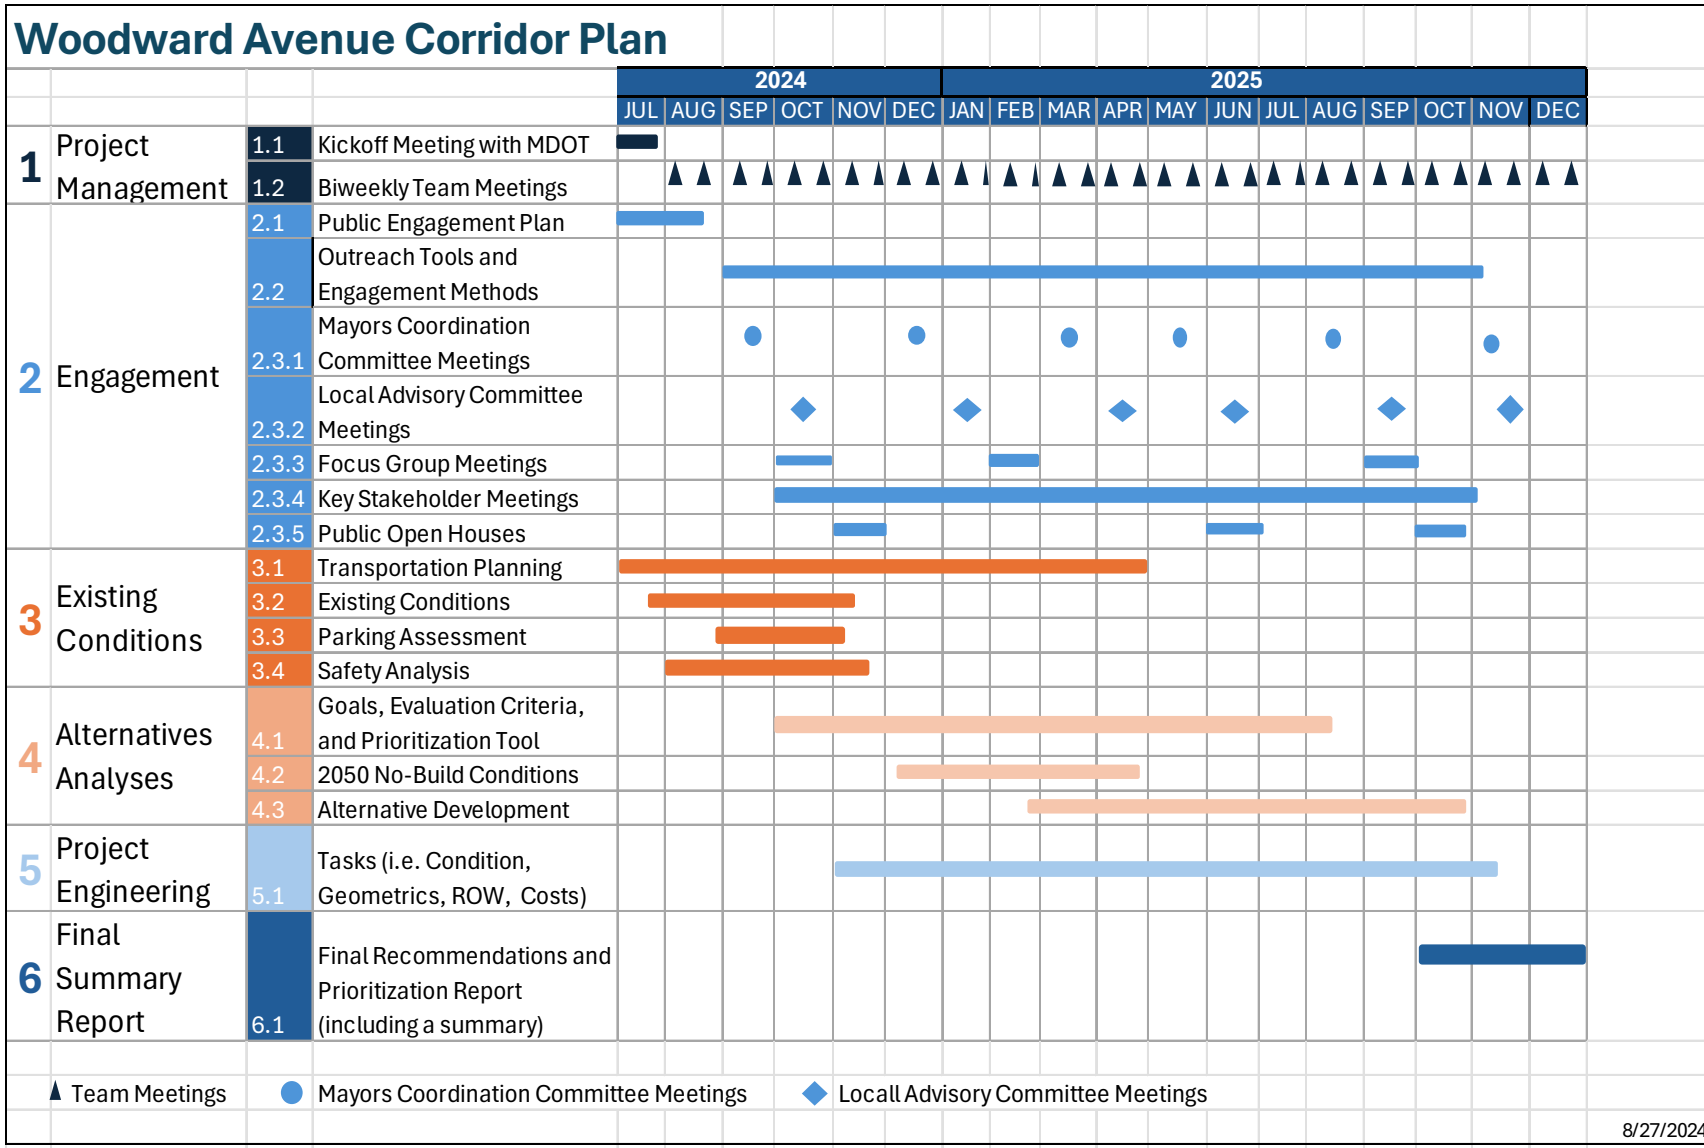 Woodward Avenue Corridor Plan
2024 2025
JUL AUG SEP OCT NOV DEC JAN FEB MAR APR MAY JUN JUL AUG SEP OCT NOV DEC
1 Project
Management
1.1 Kickoff Meeting with MDOT
1.2 Biweekly Team Meetings
2 Engagement
2.1 Public Engagement Plan
Outreach Tools and
2.2 Engagement Methods
Mayors Coordination
2.3.1 Committee Meetings
Local Advisory Committee
2.3.2 Meetings
2.3.3 Focus Group Meetings
2.3.4 Key Stakeholder Meetings
2.3.5 Public Open Houses
3 Existing
Conditions
3.1 Transportation Planning
3.2 Existing Conditions
3.3 Parking Assessment
3.4 Safety Analysis
4 Alternatives
Analyses
Goals, Evaluation Criteria,
4.1 and Prioritization Tool
4.2 2050 No-Build Conditions
4.3 Alternative Development
5 Project
Engineering
Tasks (i.e. Condition,
5.1 Geometrics, ROW, Costs)
6 Final
Summary
Report
Final Recommendations and
Prioritization Report
6.1 (including a summary)
Team Meetings Mayors Coordination Committee Meetings Locall Advisory Committee Meetings
8/27/2024